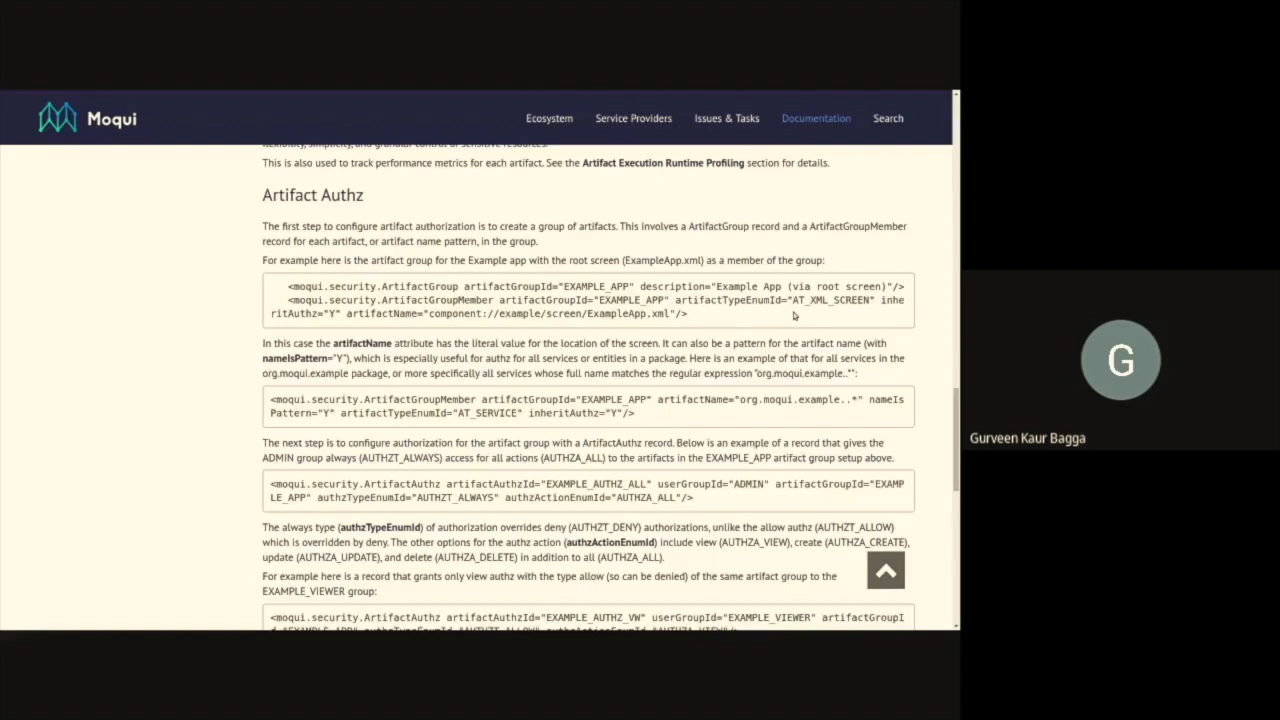 Moqui
Ecosystem
Service Providers
Issues & Tasks
Documentation
Search
flexibility, simplicity, and granular control of sensitive resources.
This is also used to track performance metrics for each artifact. See the Artifact Execution Runtime Profiling section for details.
Artifact Authz
The first step to configure artifact authorization is to create a group of artifacts. This involves a ArtifactGroup record and a ArtifactGroupMember
record for each artifact, or artifact name pattern, in the group.
For example here is the artifact group for the Example app with the root screen (ExampleApp.xml) as a member of the group:
<moqui.security.ArtifactGroup artifactGroupId="EXAMPLE_APP" description="Example App (via root screen)"/>
<moqui.security.ArtifactGroupMember artifactGroupId="EXAMPLE_APP" artifactTypeEnumId="AT_XML_SCREEN" inhe
ritAuthz="Y" artifactName="component://example/screen/ExampleApp.xml"/>
In this case the artifactName attribute has the literal value for the location of the screen. It can also be a pattern for the artifact name (with
nameIsPattern="Y"), which is especially useful for authz for all services or entities in a package. Here is an example of that for all services in the
org.moqui.example package, or more specifically all services whose full name matches the regular expression "org.moqui.example..*":
<moqui.security.ArtifactGroupMember artifactGroupId="EXAMPLE_APP" artifactName="org.moqui.example..*" nameIs
Pattern="Y" artifactTypeEnumId="AT_SERVICE" inheritAuthz="Y"/>
The next step is to configure authorization for the artifact group with a ArtifactAuthz record. Below is an example of a record that gives the
ADMIN group always (AUTHZT_ALWAYS) access for all actions (AUTHZA_ALL) to the artifacts in the EXAMPLE_APP artifact group setup above.
<moqui.security.ArtifactAuthz artifactAuthzId="EXAMPLE_AUTHZ_ALL" userGroupId="ADMIN" artifactGroupId="EXAMP
LE_APP" authzTypeEnumId="AUTHZT_ALWAYS" authzActionEnumId="AUTHZA_ALL"/>
The always type (authzTypeEnumId) of authorization overrides deny (AUTHZT_DENY) authorizations, unlike the allow authz (AUTHZT_ALLOW)
which is overridden by deny. The other options for the authz action (authzActionEnumId) include view (AUTHZA_VIEW), create (AUTHZA_CREATE),
update (AUTHZA_UPDATE), and delete (AUTHZA_DELETE) in addition to all (AUTHZA_ALL).
For example here is a record that grants only view authz with the type allow (so can be denied) of the same artifact group to the
EXAMPLE_VIEWER group:
<moqui.security.ArtifactAuthz artifactAuthzId="EXAMPLE_AUTHZ_VW" userGroupId="EXAMPLE_VIEWER" artifactGroupI
d="EXAMPLE_APP" authzTypeEnumId="AUTHZT_ALLOW" authzActionEnumId="AUTHZA_VIEW"/>
G
Gurveen Kaur Bagga